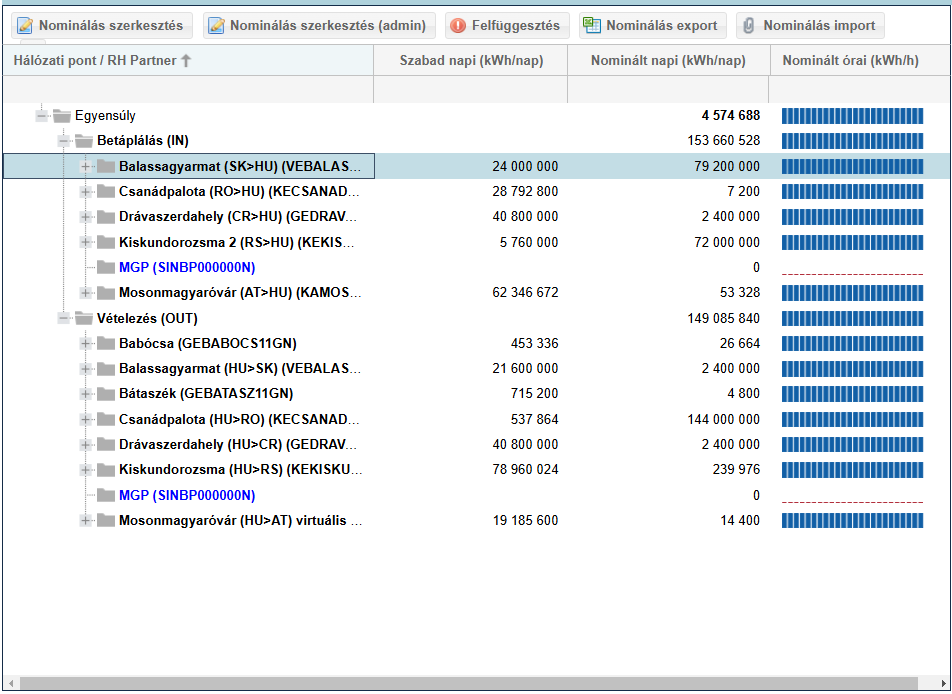 Nominálás szerkesztés Nominálás szerkesztés (admin) Felfüggesztés Nominálás export Nominálás import
Hálózati pont / RH Partner Szabad napi (kWh/nap) Nominált napi (kWh/nap) Nominált órai (kWh/h)
Egyensúly 4 574 688
Betáplálás (IN) 153 660 528
Balassagyarmat (SK>HU) (VEBALAS... 24 000 000 79 200 000
Csanádpalota (RO>HU) (KECSANAD... 28 792 800 7 200
Drávaszerdahely (CR>HU) (GEDRAV... 40 800 000 2 400 000
Kiskundorozsma 2 (RS>HU) (KEKIS... 5 760 000 72 000 000
MGP (SINBP000000N) 0
Mosonmagyaróvár (AT>HU) (KAMOS... 62 346 672 53 328
Vételezés (OUT) 149 085 840
Babócsa (GEBABOCS11GN) 453 336 26 664
Balassagyarmat (HU>SK) (VEBALAS... 21 600 000 2 400 000
Bátaszék (GEBATASZ11GN) 715 200 4 800
Csanádpalota (HU>RO) (KECSANAD... 537 864 144 000 000
Drávaszerdahely (HU>CR) (GEDRAV... 40 800 000 2 400 000
Kiskundorozsma (HU>RS) (KEKISKU... 78 960 024 239 976
MGP (SINBP000000N) 0
Mosonmagyaróvár (HU>AT) virtuális ... 19 185 600 14 400